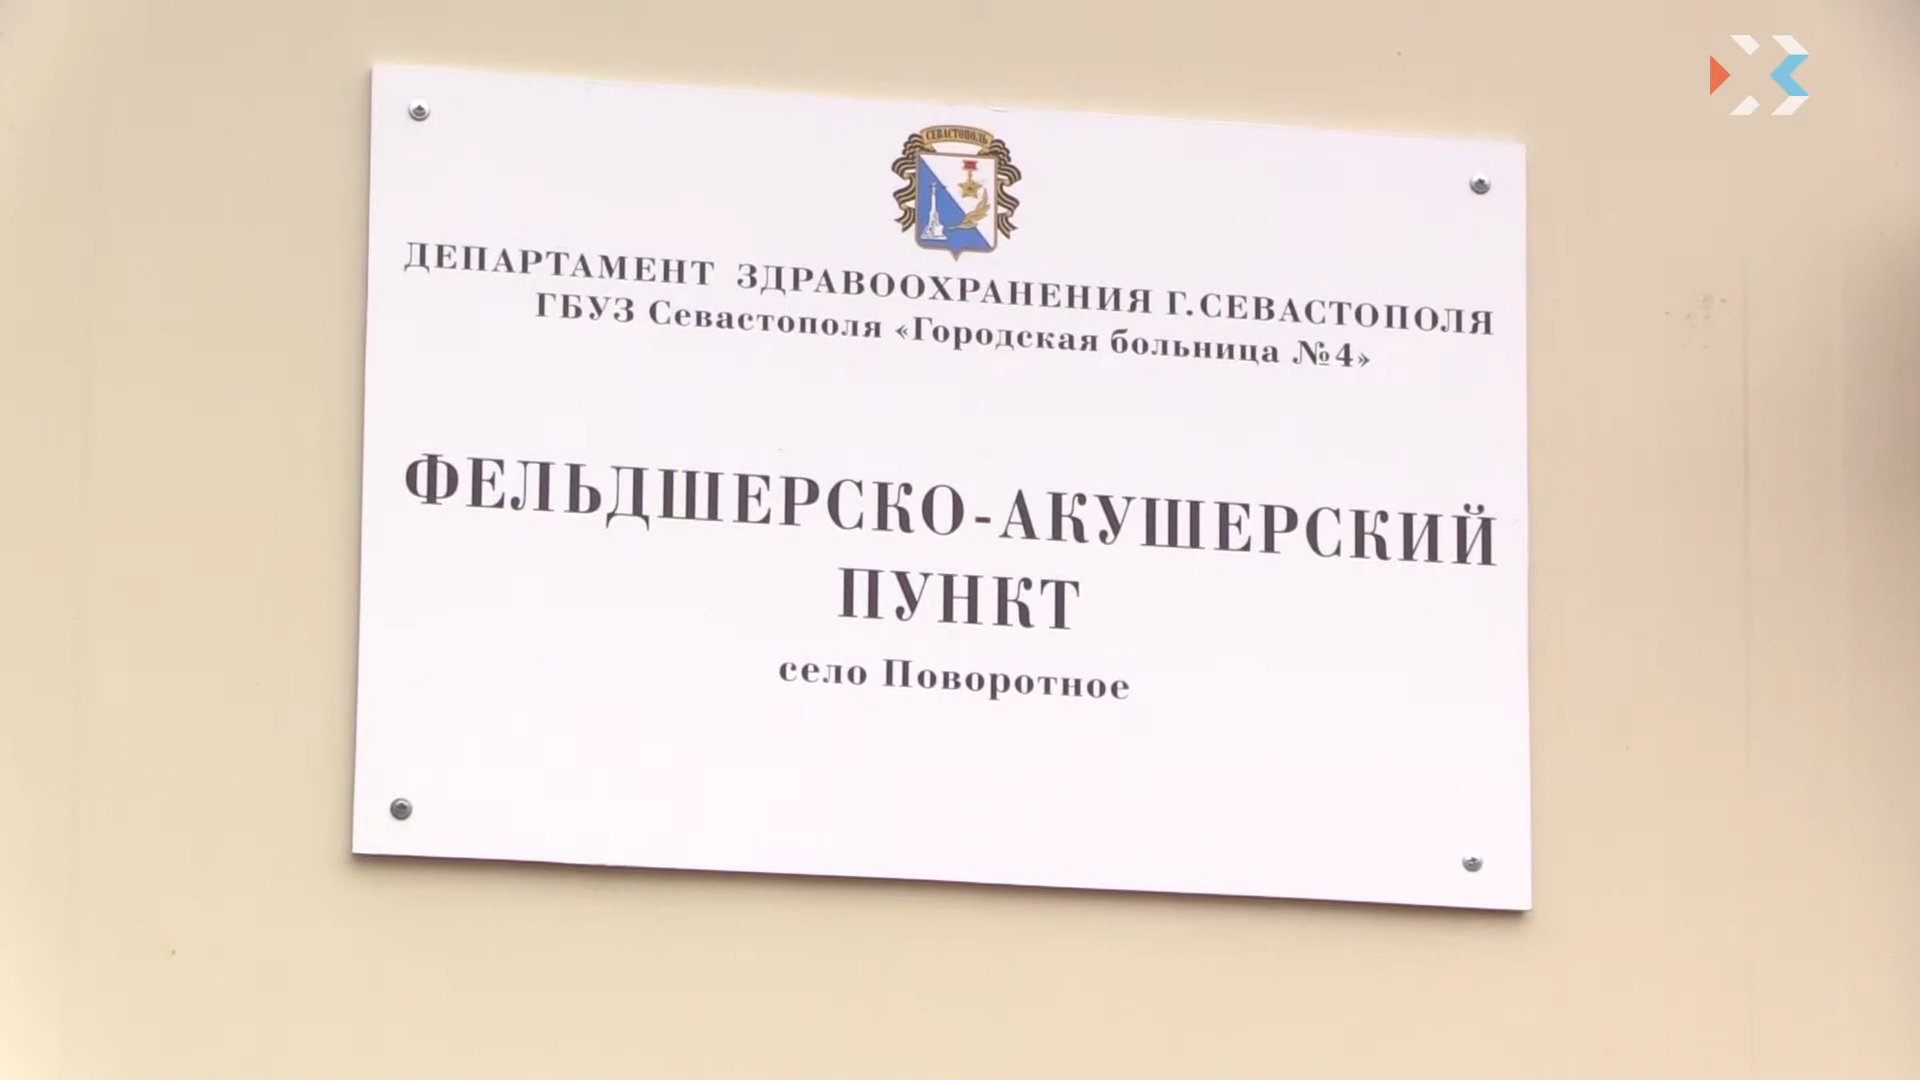 СЕВАСТОПОЛЬ
ДЕПАРТАМЕНТ ЗДРАВООХРАНЕНИЯ Г. СЕВАСТОПОЛЯ
ГБУЗ Севастополя «Городская больница №4»
ФЕЛЬДШЕРСКО-АКУШЕРСКИЙ
ПУНКТ
село Поворотное